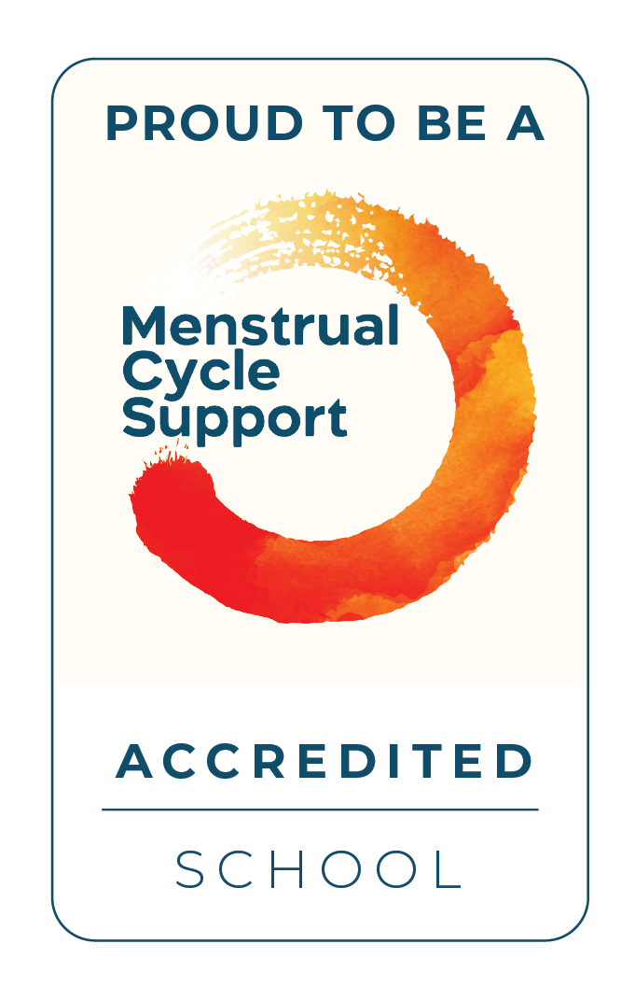 PROUD TO BE A
Menstrual
Cycle
Support
ACCREDITED
SCHOOL